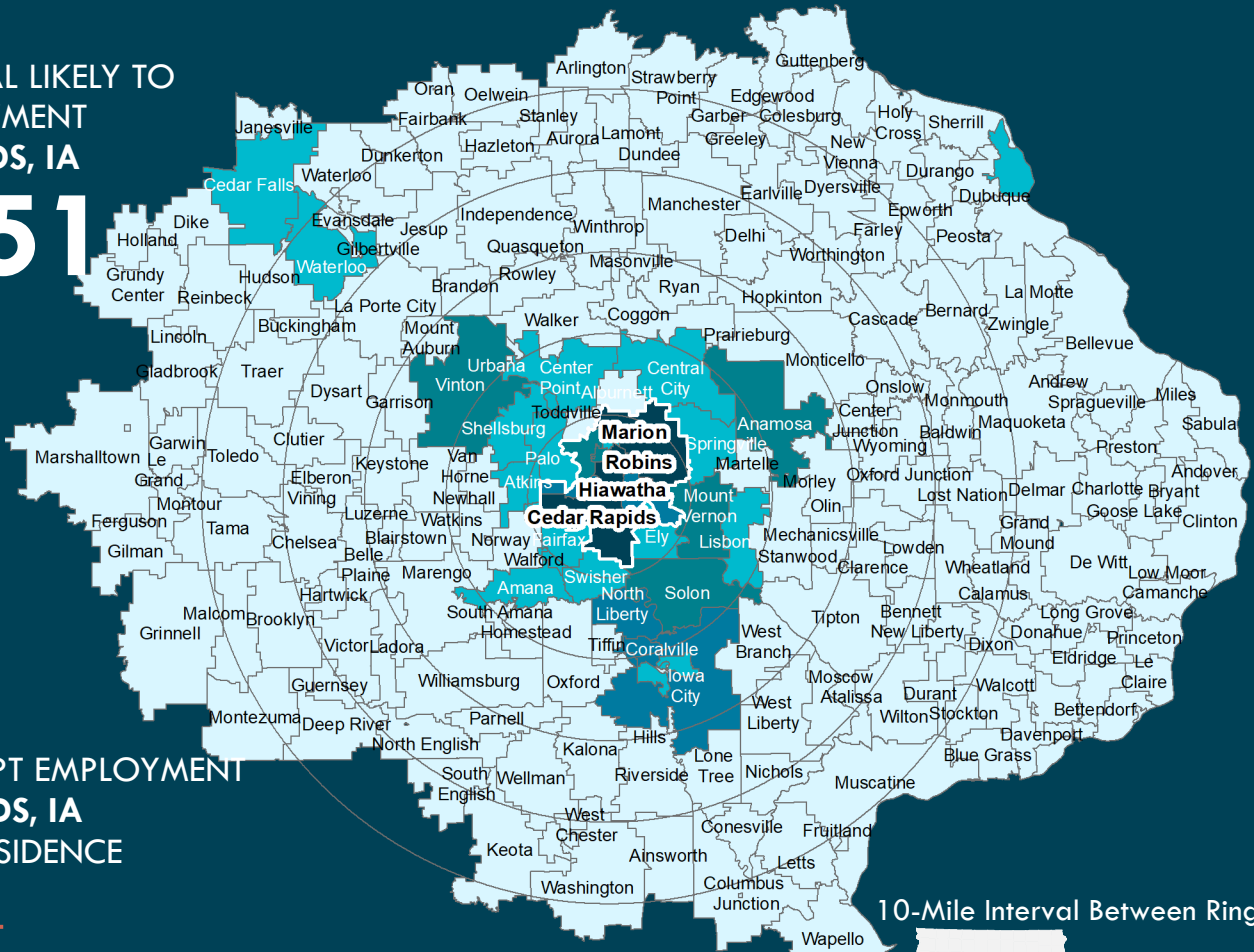 AL LIKELY TO
MENT
OS, IA
51
PT EMPLOYMENT
OS, IA
SIDENCE
Guttenberg
Arlington
Strawberry
Point
Oran
Oelwein
Edgewood
Fairbank
Stanley
Garber
Colesburg
Holy
Cross
Sherrill
Janesville
Hazleton
Aurora
Lamont
Greeley
New
Vienna
Dunkerton
Dundee
Durango
Waterloo
Cedar Falls
Earlville
Dyersville
Dubuque
Manchester
Epworth
Dike
Evansdale
Independence
Winthrop
Farley
Peosta
Holland
Jesup
Delhi
Gilbertville
Quasqueton
Worthington
Waterloo
Masonville
Grundy
Center
Hudson
Rowley
Reinbeck
Brandon
Ryan
Hopkinton
La Motte
La Porte City
Coggon
Bernard
Buckingham
Walker
Cascade
Zwingle
Lincoln
Mount
Auburn
Prairieburg
Bellevue
Gladbrook
Traer
Urbana
Center
Point
Central
City
Monticello
Vinton
Onslow
Andrew
Dysart
Alburnett
Monmouth
Spragueville
Miles
Garrison
Toddville
Center
Junction
Anamosa
Maquoketa
Sabula
Shellsburg
Marion
Baldwin
Garwin
Clutier
Springville
Wyoming
Preston
Marshalltown
Le
Grand
Toledo
Keystone
Van
Horne
Palo
Robins
Martelle
Andover
Elberon
Atkins
Morley
Oxford Junction
Vining
Newhall
Hiawatha
Mount
Vernon
Lost Nation
Delmar
Charlotte
Bryant
Montour
Luzerne
Olin
Goose Lake
Ferguson
Tama
Watkins
Cedar Rapids
Grand
Mound
Clinton
Chelsea
Blairstown
Norway
Fairfax
Ely
Lisbon
Mechanicsville
Gilman
Belle
Plaine
Walford
Stanwood
Lowden
De Witt
Marengo
Swisher
Clarence
Wheatland
Low Moor
Hartwick
Amana
North
Liberty
Solon
Calamus
Camanche
Malcom
Brooklyn
South Amana
Tipton
Bennett
Long Grove
Grinnell
Homestead
West
Branch
New Liberty
Donahue
Princeton
Victor
Ladora
Tiffin
Coralville
Dixon
Eldridge
Le
Claire
Guernsey
Williamsburg
Oxford
Iowa
City
Moscow
Atalissa
Walcott
Durant
Montezuma
Deep River
Parnell
West
Liberty
Wilton
Stockton
Bettendorf
North English
Kalona
Hills
Davenport
Lone
Tree
Blue Grass
South
English
Wellman
Riverside
Nichols
Muscatine
West
Chester
Conesville
Fruitland
Keota
Ainsworth
Letts
Washington
Columbus
Junction
Wapello
10-Mile Interval Between Ring